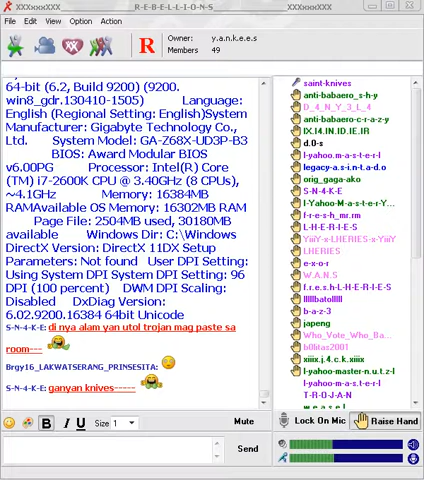 XXXxxxXXX R-E-B-E-L-L-I-O-N-S XXXxxxXXX
File Edit View Option Action
R
Owner: y.a.n.k.e.e.s
Members 49
64-bit (6.2, Build 9200) (9200.
win8_gdr.130410-1505) Language:
English (Regional Setting: English)System
Manufacturer: Gigabyte Technology Co.,
Ltd. System Model: GA-Z68X-UD3P-B3
BIOS: Award Modular BIOS
v6.00PG Processor: Intel(R) Core
(TM) i7-2600K CPU @ 3.40GHz (8 CPUs),
~4.1GHz Memory: 16384MB
RAMAvailable OS Memory: 16302MB RAM
Page File: 2504MB used, 30180MB
available Windows Dir: C:\Windows
DirectX Version: DirectX 11DX Setup
Parameters: Not found User DPI Setting:
Using System DPI System DPI Setting: 96
DPI (100 percent) DWM DPI Scaling:
Disabled DxDiag Version:
6.02.9200.16384 64bit Unicode
S-N-4-K-E: di nya alam yan utol trojan mag paste sa
room---
Brgy16_LAKWATSERANG_PRINSESITA:
S-N-4-K-E: ganyan knives-----
saint-knives
anti-babaero_s-h-y
D_4_N_Y_3_L_4
anti-babaero-c-r-a-z-y
IX.I4.IN.ID.IE.IR
d.0-s
l-yahoo-m-a-s-t-e-r-l
legacy-a.s-i-n-t.a.d-o
orig_gaga-ako
S-N-4-K-E
l-Y-a-h-o-o-M-a-s-t-e-r-Y...
f-r-e-s-h_mr.rm
L-H-E-R-I-E-S
YiiiY-x-LHERIES-x-YiiiY
LHERIES
e-x-o-r
W.A.N.S
f.r.e.s.h-L-H-E-R-I-E-S
b-a-z-3
japeng
Who_Vote_Who_Ba...
b0litas2001
xiiix.j.4.c.k.xiiix
l-yahoo-master-n.u.t.z-l
l-yahoo-m-a-s-t-e-r.l
T-R-O-J-A-N
w-e-a-s-e-l
B I U Size 1 Mute
Lock On Mic Raise Hand
Send